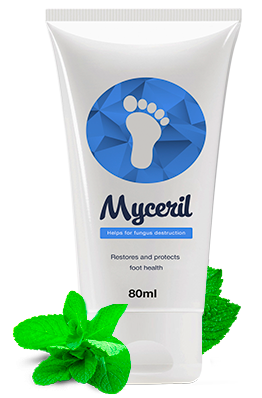 Myceril
Helps for fungus destruction
Restores and protects
foot health
80ml